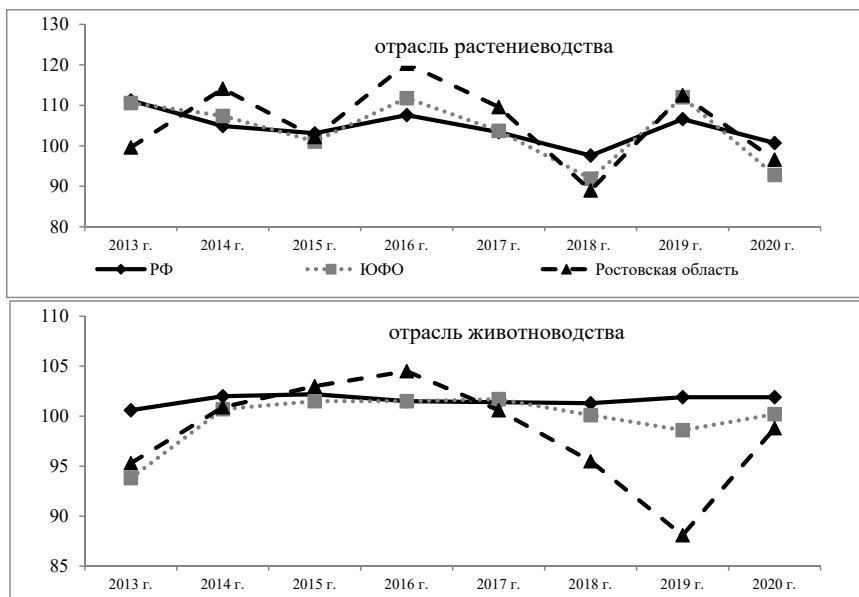 отрасль растениеводства
130
120
110
100
90
80
2013 г. 2014 г. 2015 г. 2016 г. 2017 г. 2018 г. 2019 г. 2020 г.
РФ ЮФО Ростовская область
отрасль животноводства
110
105
100
95
90
85
2013 г. 2014 г. 2015 г. 2016 г. 2017 г. 2018 г. 2019 г. 2020 г.